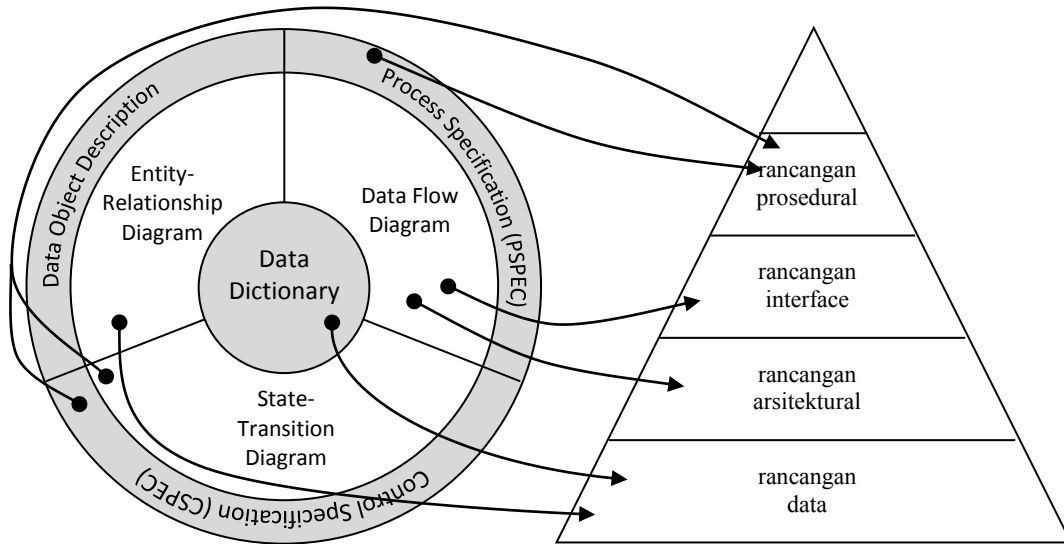 Data Object Description
Process Specification (PSPEC)
Control Specification (CSPEC)
Entity-
Relationship
Diagram
Data Flow
Diagram
Data
Dictionary
State-
Transition
Diagram
rancangan
prosedural
rancangan
interface
rancangan
arsitektural
rancangan
data